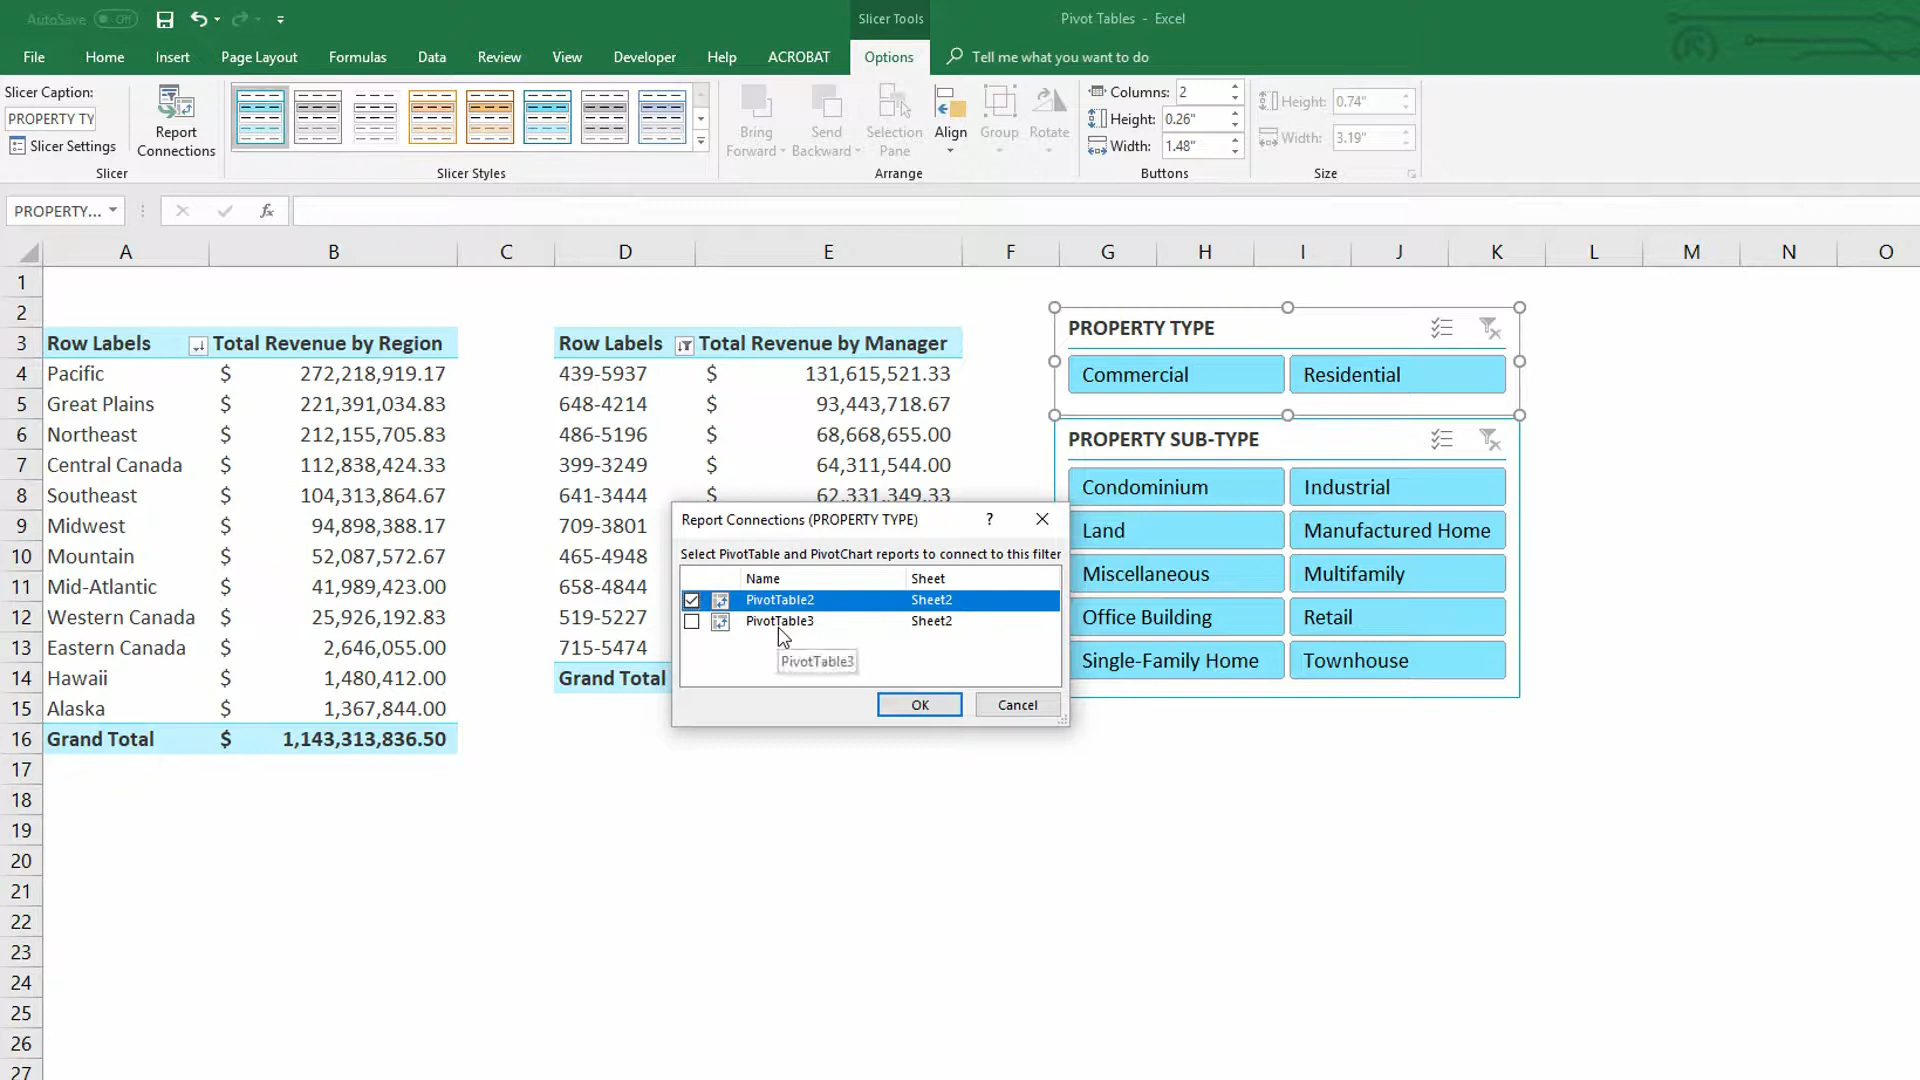 AutoSave Off
Slicer Tools
Pivot Tables - Excel
File Home Insert Page Layout Formulas Data Review View Developer Help ACROBAT Options Tell me what you want to do
Slicer Caption:
PROPERTY TY
Slicer Settings
Report Connections
Slicer
Slicer Styles
Bring Forward
Send Backward
Selection Pane
Align
Group
Rotate
Arrange
Columns: 2
Height: 0.26"
Width: 1.48"
Buttons
Height: 0.74"
Width: 3.19"
Size
PROPERTY... fx
A B C D E F G H I J K L M N O
1
2
3 Row Labels Total Revenue by Region Row Labels Total Revenue by Manager
4 Pacific $ 272,218,919.17 439-5937 $ 131,615,521.33
5 Great Plains $ 221,391,034.83 648-4214 $ 93,443,718.67
6 Northeast $ 212,155,705.83 486-5196 $ 68,668,655.00
7 Central Canada $ 112,838,424.33 399-3249 $ 64,311,544.00
8 Southeast $ 104,313,864.67 641-3444 $ 62,331,349.33
9 Midwest $ 94,898,388.17 709-3801
10 Mountain $ 52,087,572.67 465-4948
11 Mid-Atlantic $ 41,989,423.00 658-4844
12 Western Canada $ 25,926,192.83 519-5227
13 Eastern Canada $ 2,646,055.00 715-5474
14 Hawaii $ 1,480,412.00 Grand Total
15 Alaska $ 1,367,844.00
16 Grand Total $ 1,143,313,836.50
17
18
19
20
21
22
23
24
25
26
27
PROPERTY TYPE
Commercial Residential
PROPERTY SUB-TYPE
Condominium Industrial
Land Manufactured Home
Miscellaneous Multifamily
Office Building Retail
Single-Family Home Townhouse
Report Connections (PROPERTY TYPE) ?
Select PivotTable and PivotChart reports to connect to this filter
Name Sheet
PivotTable2 Sheet2
PivotTable3 Sheet2
PivotTable3
OK Cancel